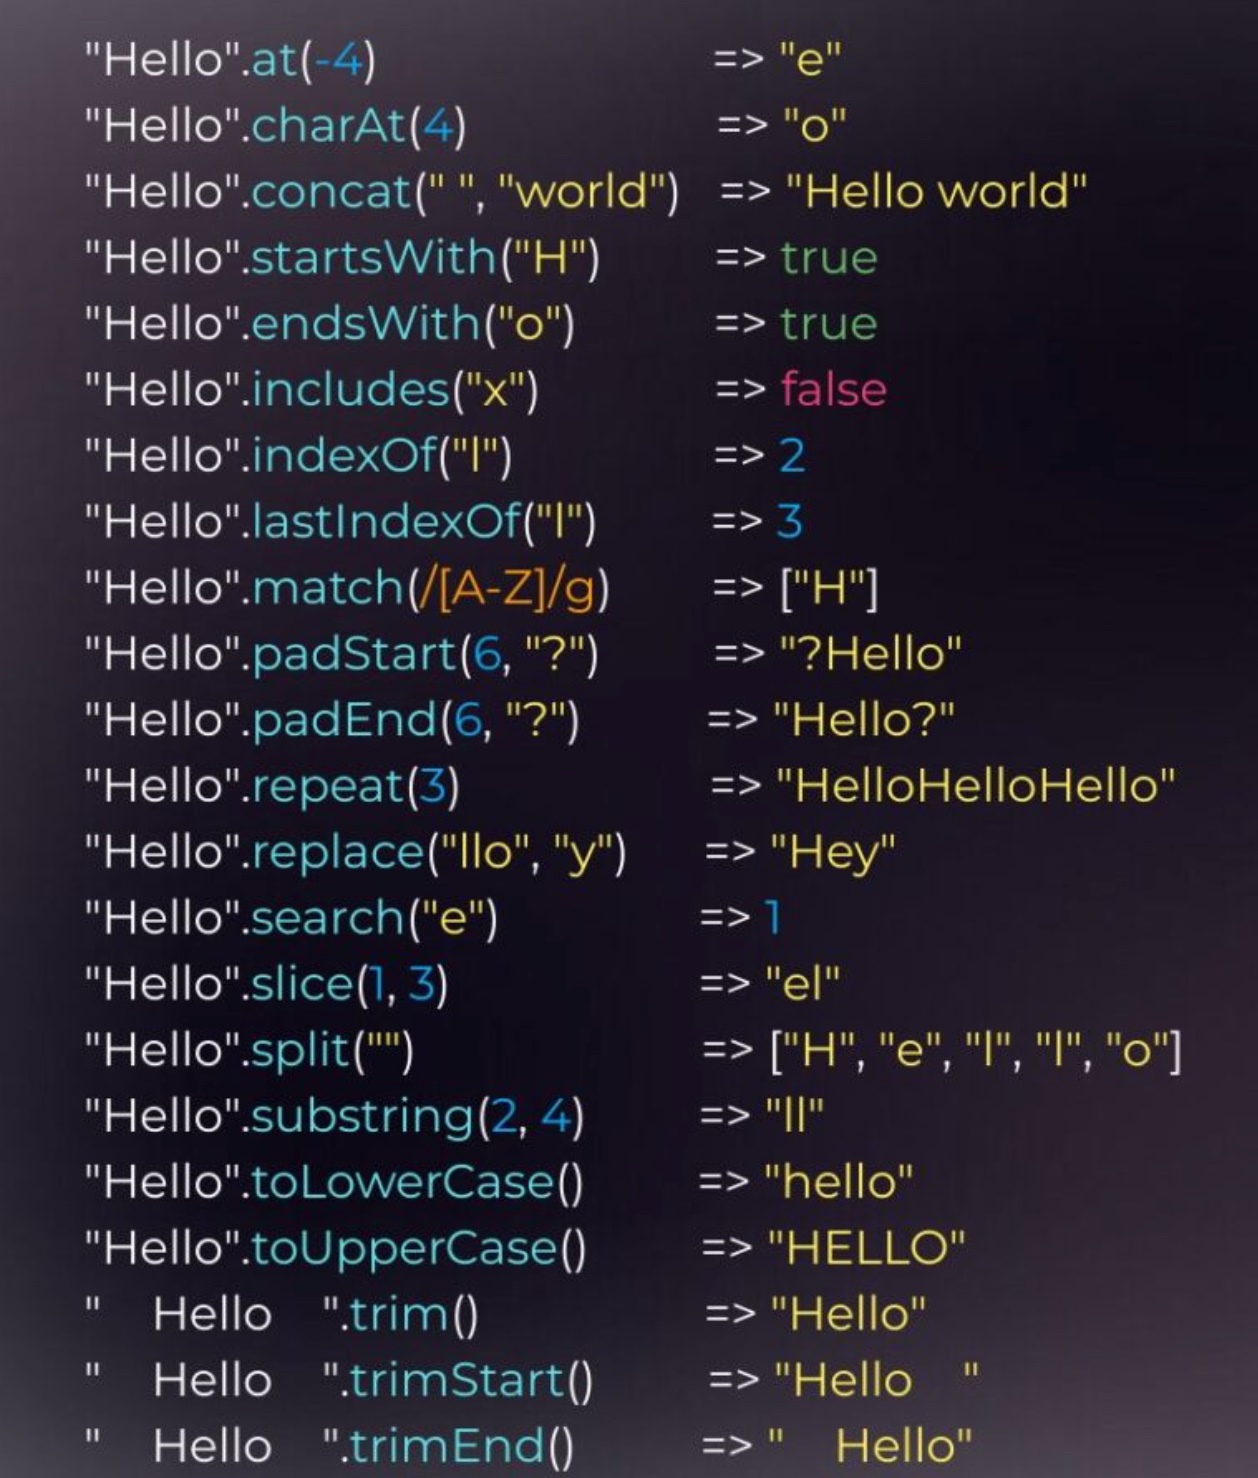 "Hello".at(-4) => "e"
"Hello".charAt(4) => "o"
"Hello".concat(" ", "world") => "Hello world"
"Hello".startsWith("H") => true
"Hello".endsWith("o") => true
"Hello".includes("x") => false
"Hello".indexOf("l") => 2
"Hello".lastIndexOf("l") => 3
"Hello".match(/[A-Z]/g) => ["H"]
"Hello".padStart(6, "?") => "?Hello"
"Hello".padEnd(6, "?") => "Hello?"
"Hello".repeat(3) => "HelloHelloHello"
"Hello".replace("llo", "y") => "Hey"
"Hello".search("e") => 1
"Hello".slice(1, 3) => "el"
"Hello".split("") => ["H", "e", "l", "l", "o"]
"Hello".substring(2, 4) => "ll"
"Hello".toLowerCase() => "hello"
"Hello".toUpperCase() => "HELLO"
"    Hello    ".trim() => "Hello"
"    Hello    ".trimStart() => "Hello    "
"    Hello    ".trimEnd() => "    Hello"